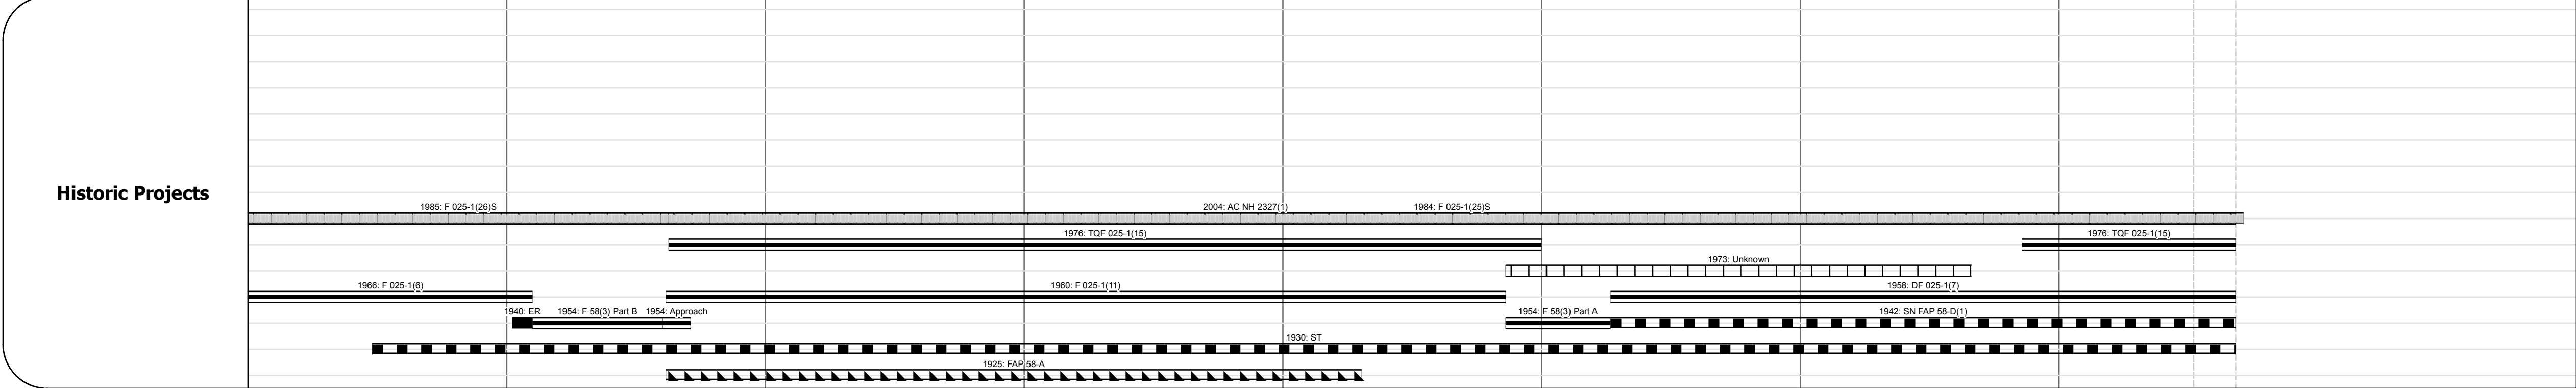 Historic Projects
1985: F 025-1(26)S
2004: AC NH 2327(1)
1984: F 025-1(25)S
1976: TQF 025-1(15)
1976: TQF 025-1(15)
1973: Unknown
1966: F 025-1(6)
1960: F 025-1(11)
1958: DF 025-1(7)
1940: ER
1954: F 58(3) Part B
1954: Approach
1954: F 58(3) Part A
1942: SN FAP 58-D(1)
1930: ST
1925: FAP 58-A